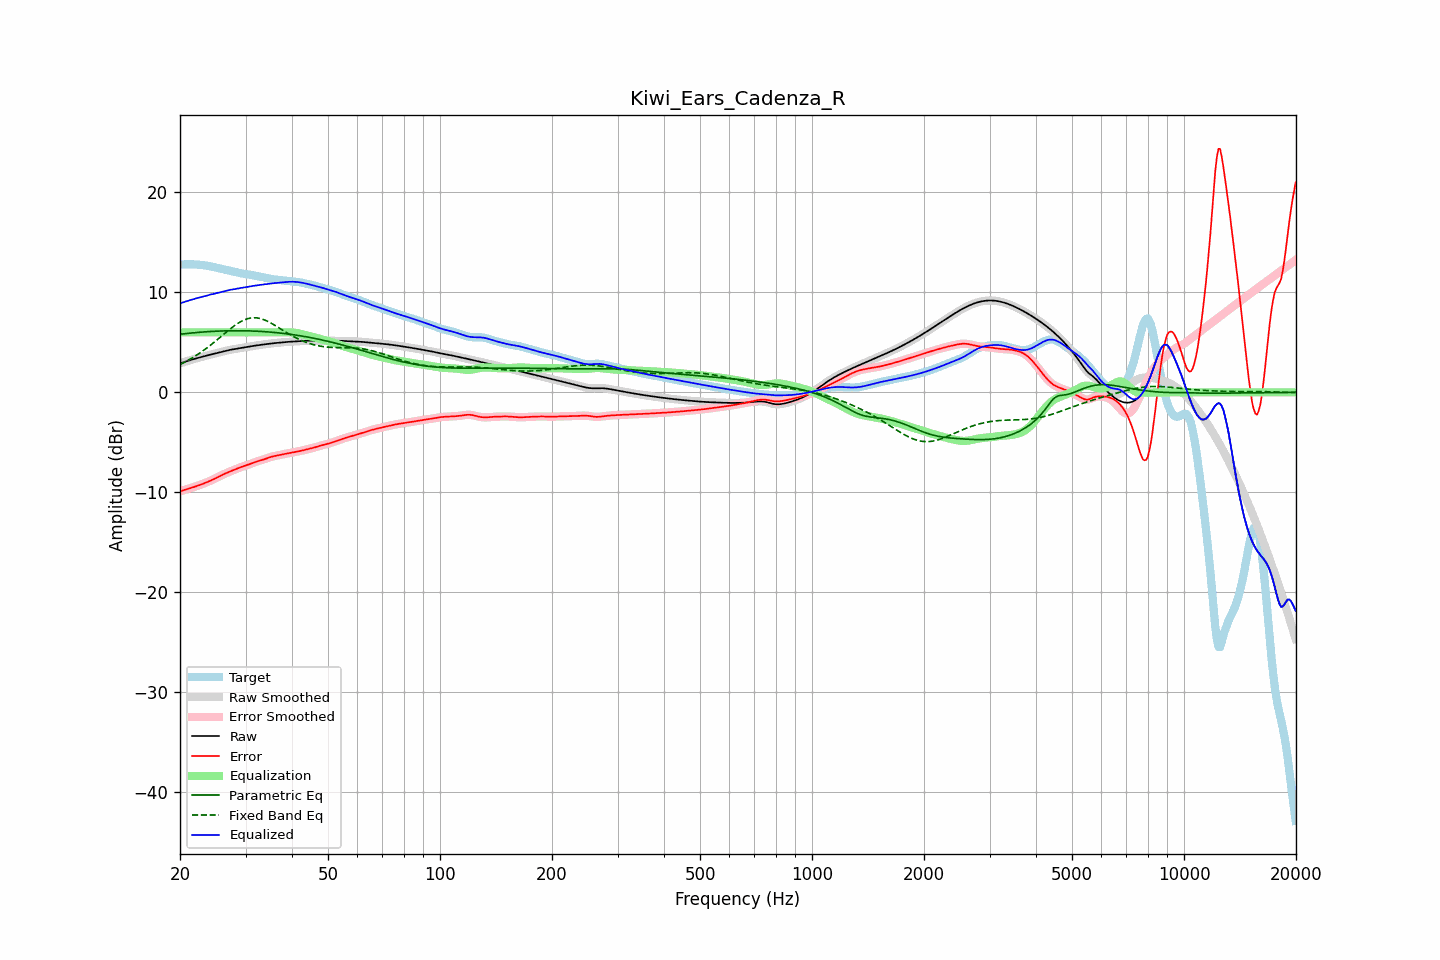 Kiwi_Ears_Cadenza_R
Amplitude (dBr)
20
10
0
−10
−20
−30
−40
Target
Raw Smoothed
Error Smoothed
Raw
Error
Equalization
Parametric Eq
Fixed Band Eq
Equalized
20 50 100 200 500 1000 2000 5000 10000 20000
Frequency (Hz)